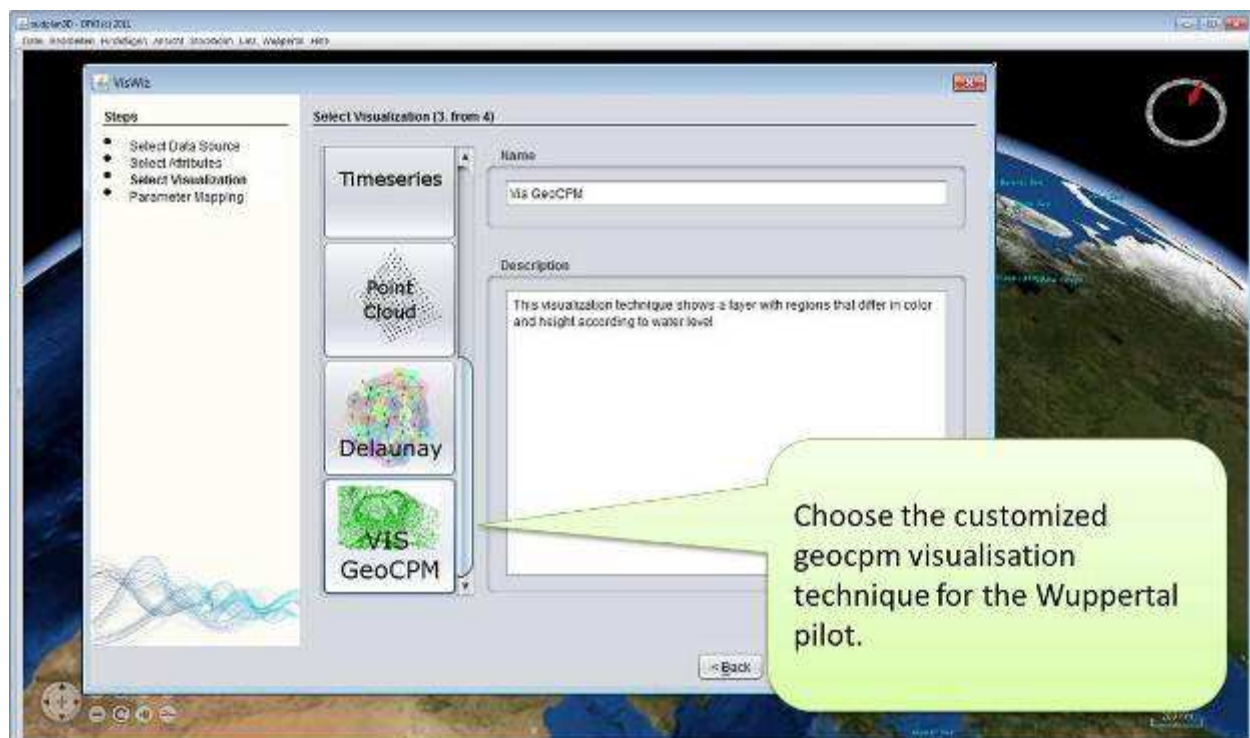 VisWiz
Steps
Select Data Source
Select Attributes
Select Visualization
Parameter Mapping
Select Visualization (3. from 4)
Timeseries
Point
Cloud
Delaunay
VIS
GeoCPM
Name
Vis GeoCPM
Description
This visualization technique shows a layer with regions that differ in color
and height according to water level
Choose the customized
geocpm visualisation
technique for the Wuppertal
pilot.
< Back